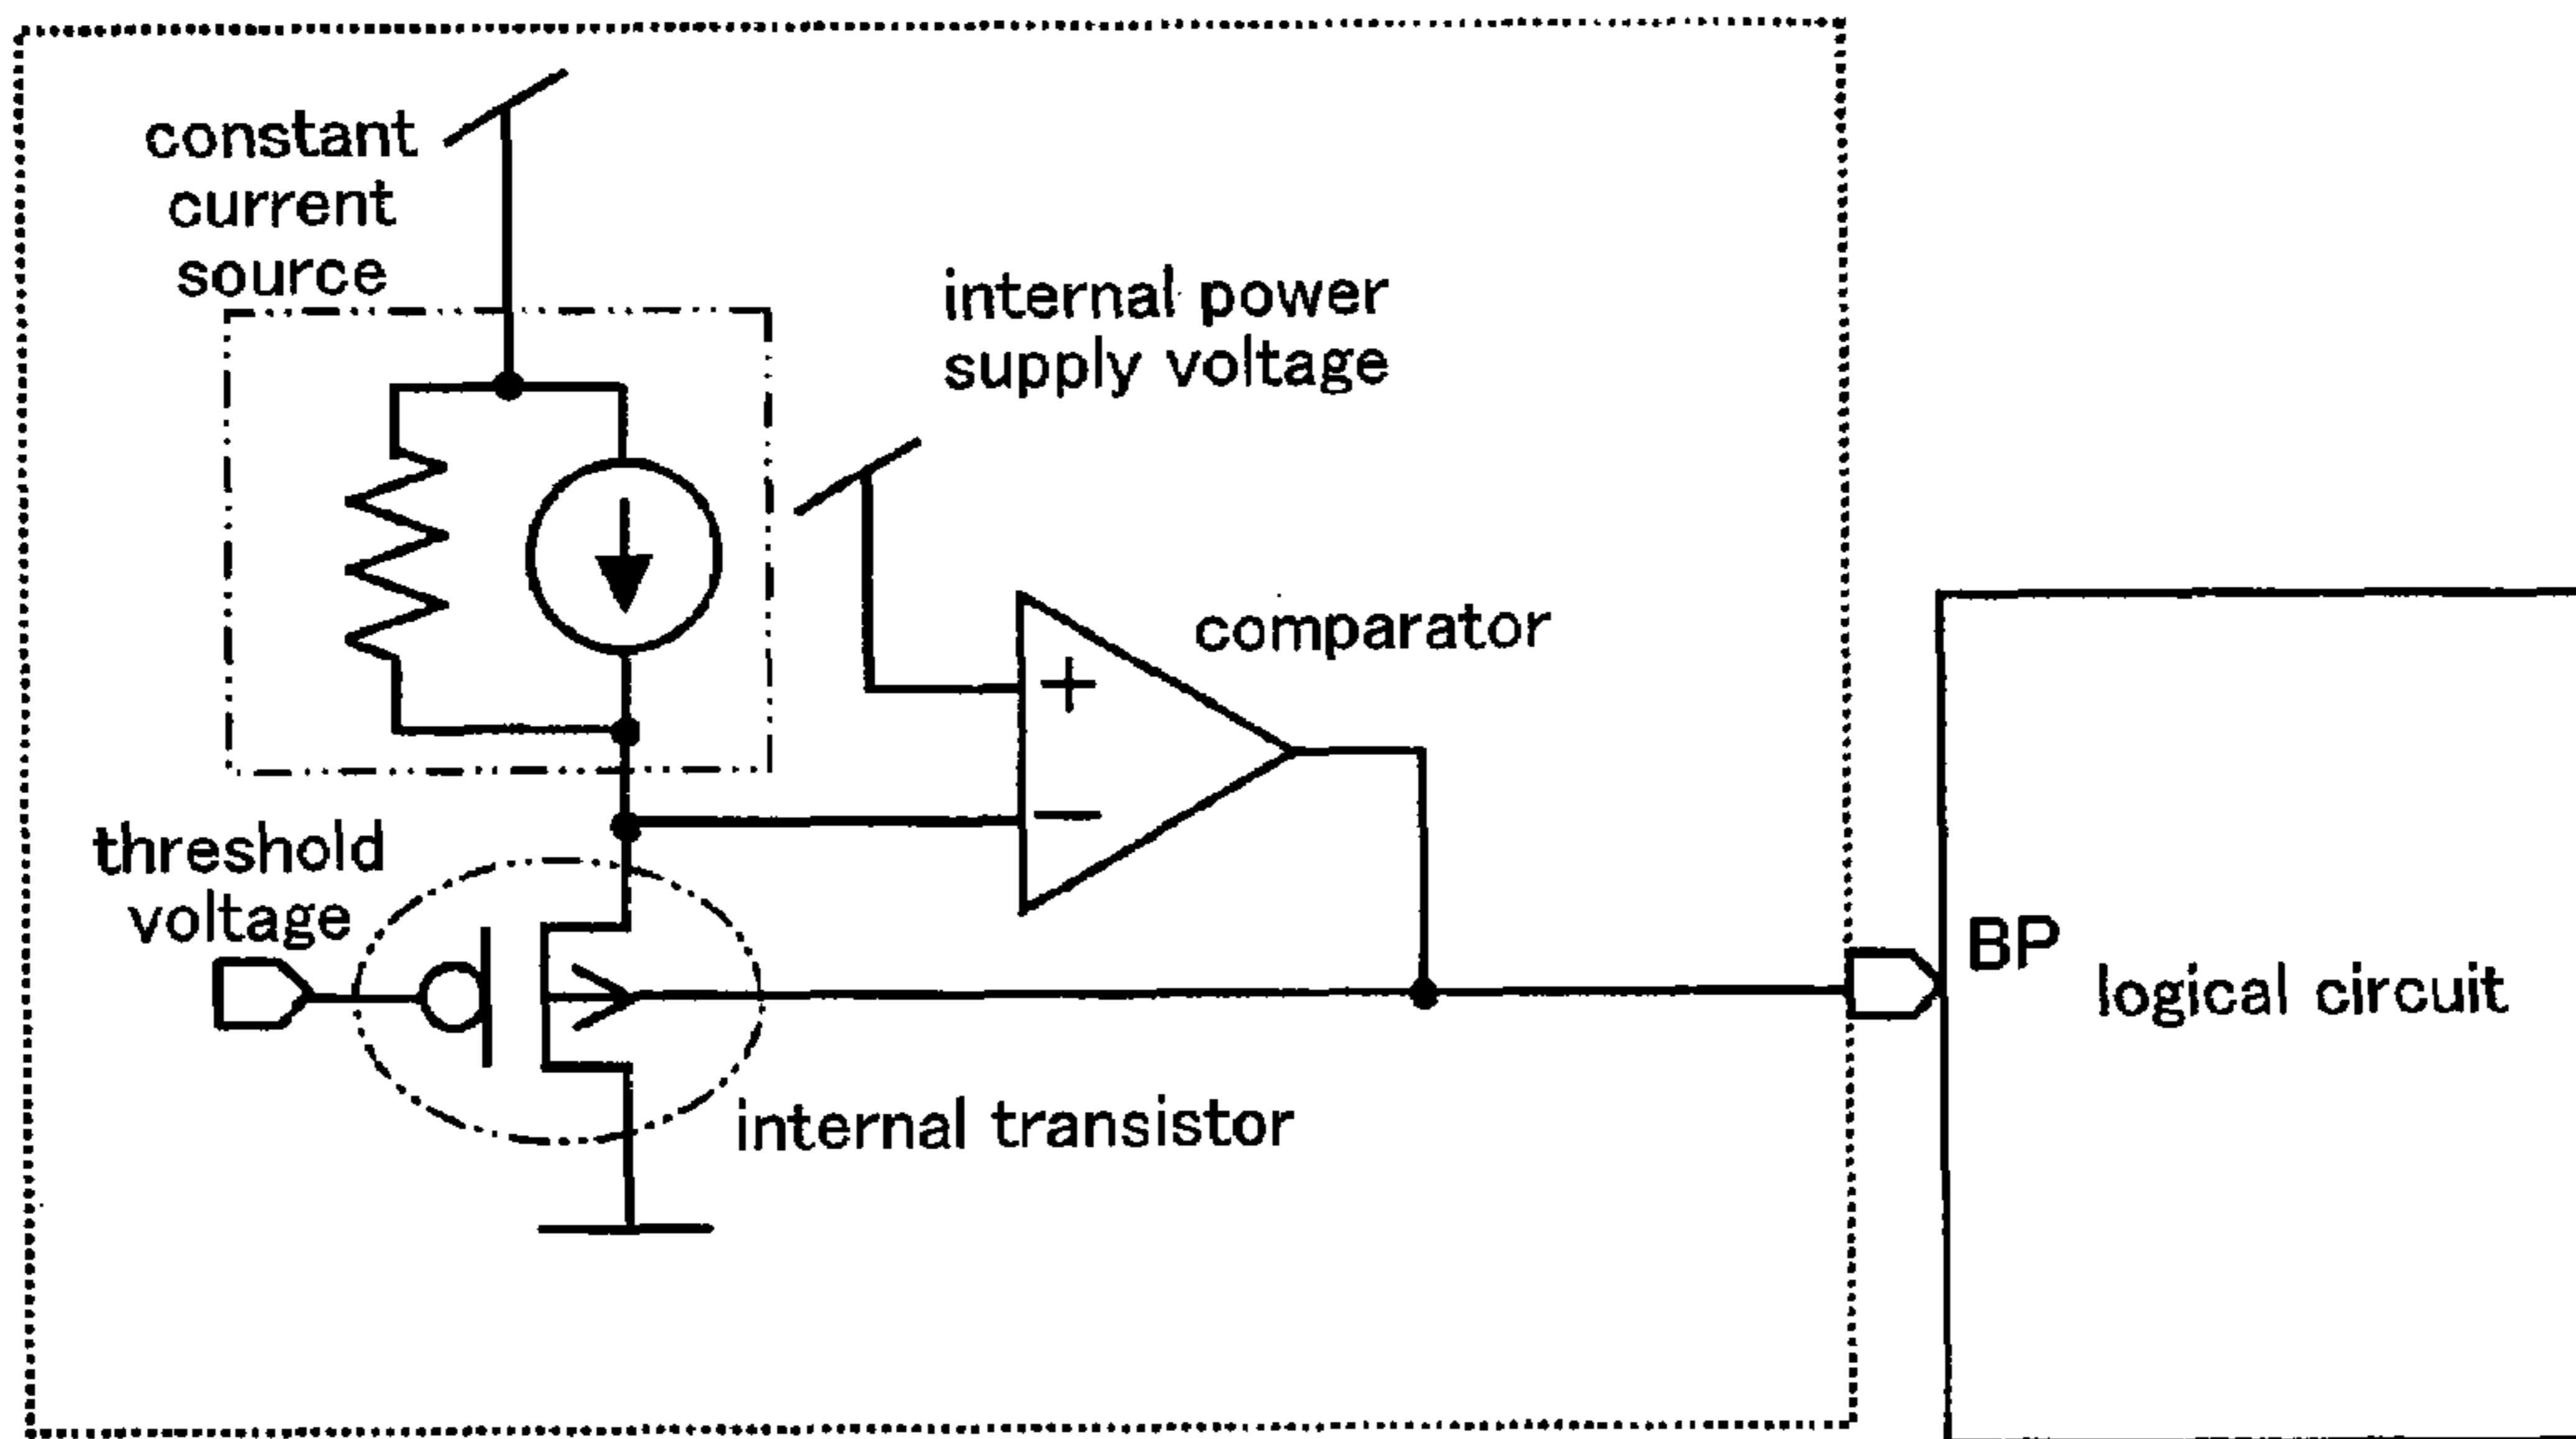 constant
current
source
internal power
supply voltage
+
comparator
−
threshold
voltage
BP
logical circuit
internal transistor